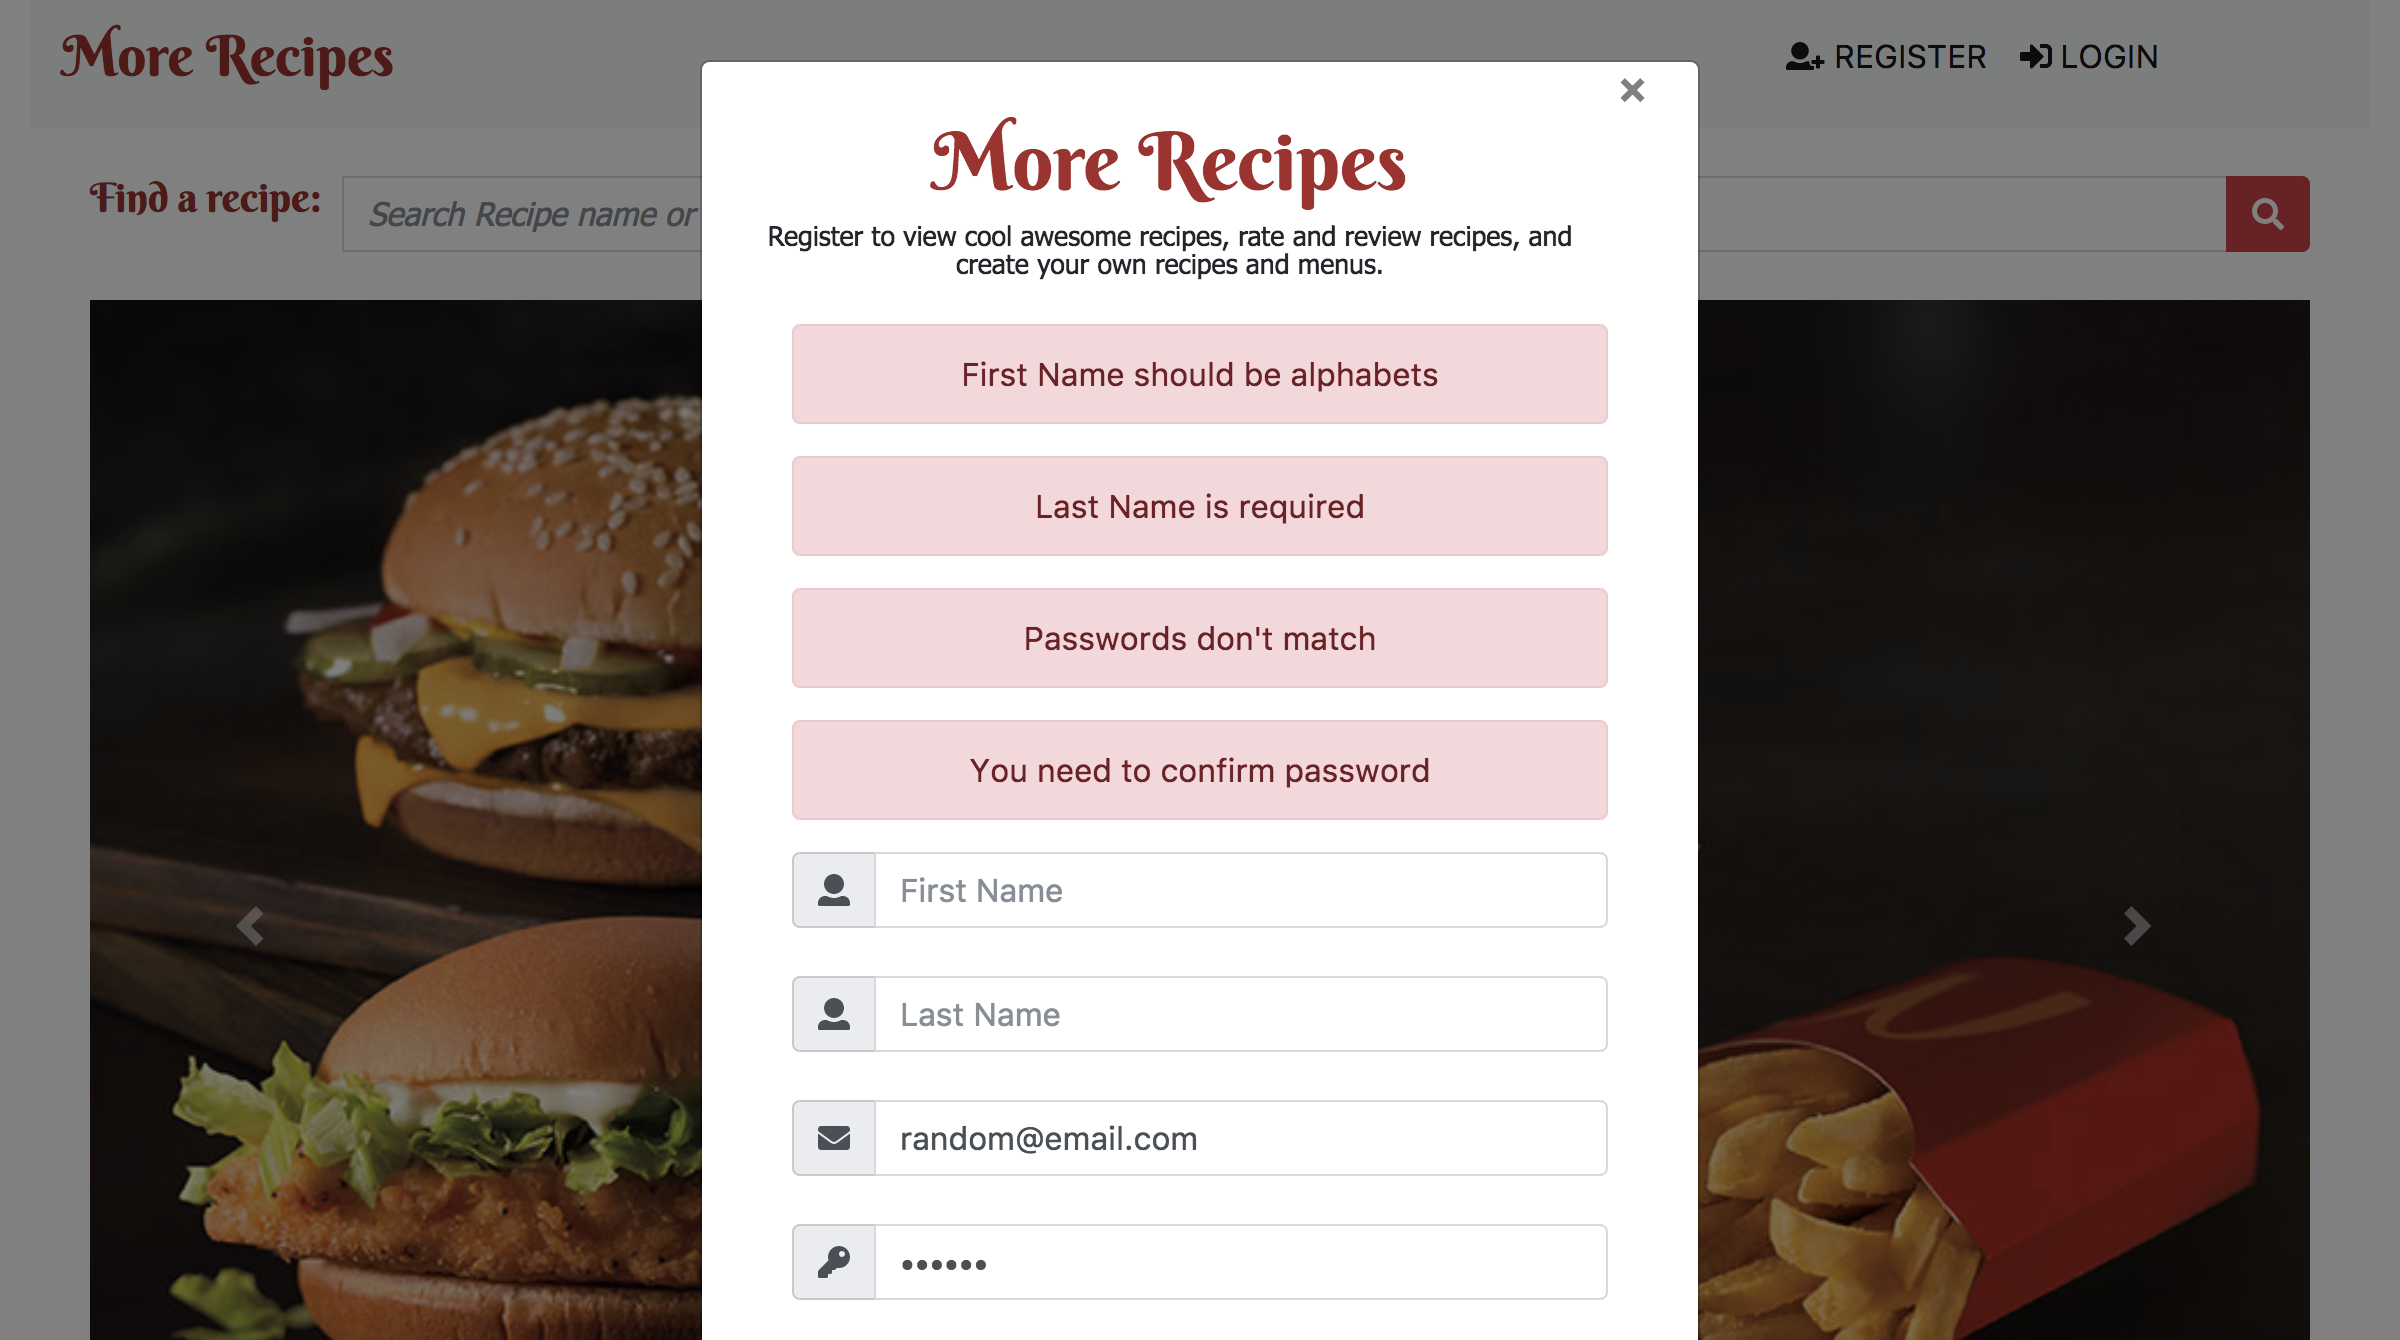 More Recipes
REGISTER
LOGIN
Find a recipe:
Search Recipe name or
More Recipes
Register to view cool awesome recipes, rate and review recipes, and
create your own recipes and menus.
First Name should be alphabets
Last Name is required
Passwords don't match
You need to confirm password
First Name
Last Name
random@email.com
••••••